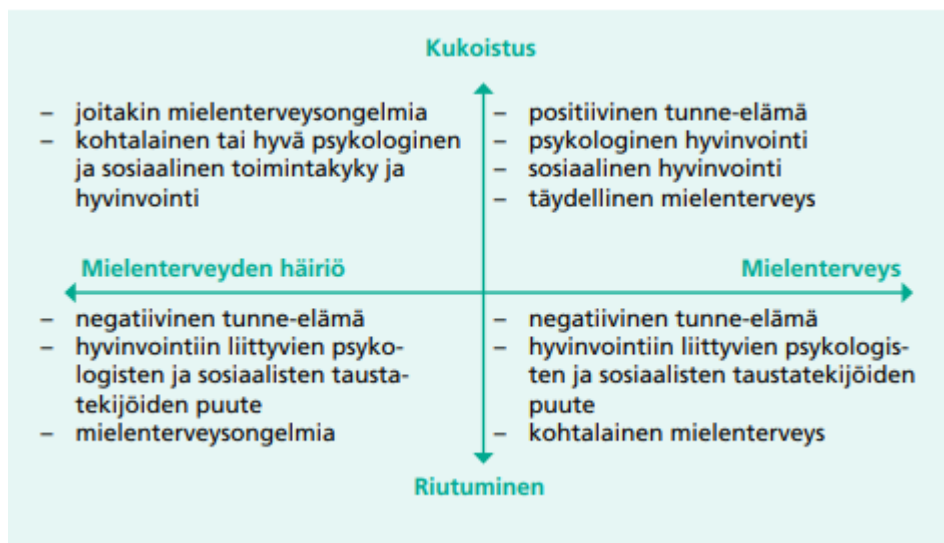 Kukoistus
– joitakin mielenterveysongelmia
– kohtalainen tai hyvä psykologinen
ja sosiaalinen toimintakyky ja
hyvinvointi
– positiivinen tunne-elämä
– psykologinen hyvinvointi
– sosiaalinen hyvinvointi
– täydellinen mielenterveys
Mielenterveyden häiriö
Mielenterveys
– negatiivinen tunne-elämä
– hyvinvointiin liittyvien psyko-
logisten ja sosiaalisten tausta-
tekijöiden puute
– mielenterveysongelmia
– negatiivinen tunne-elämä
– hyvinvointiin liittyvien psykologis-
ten ja sosiaalisten taustatekijöiden
puute
– kohtalainen mielenterveys
Riutuminen